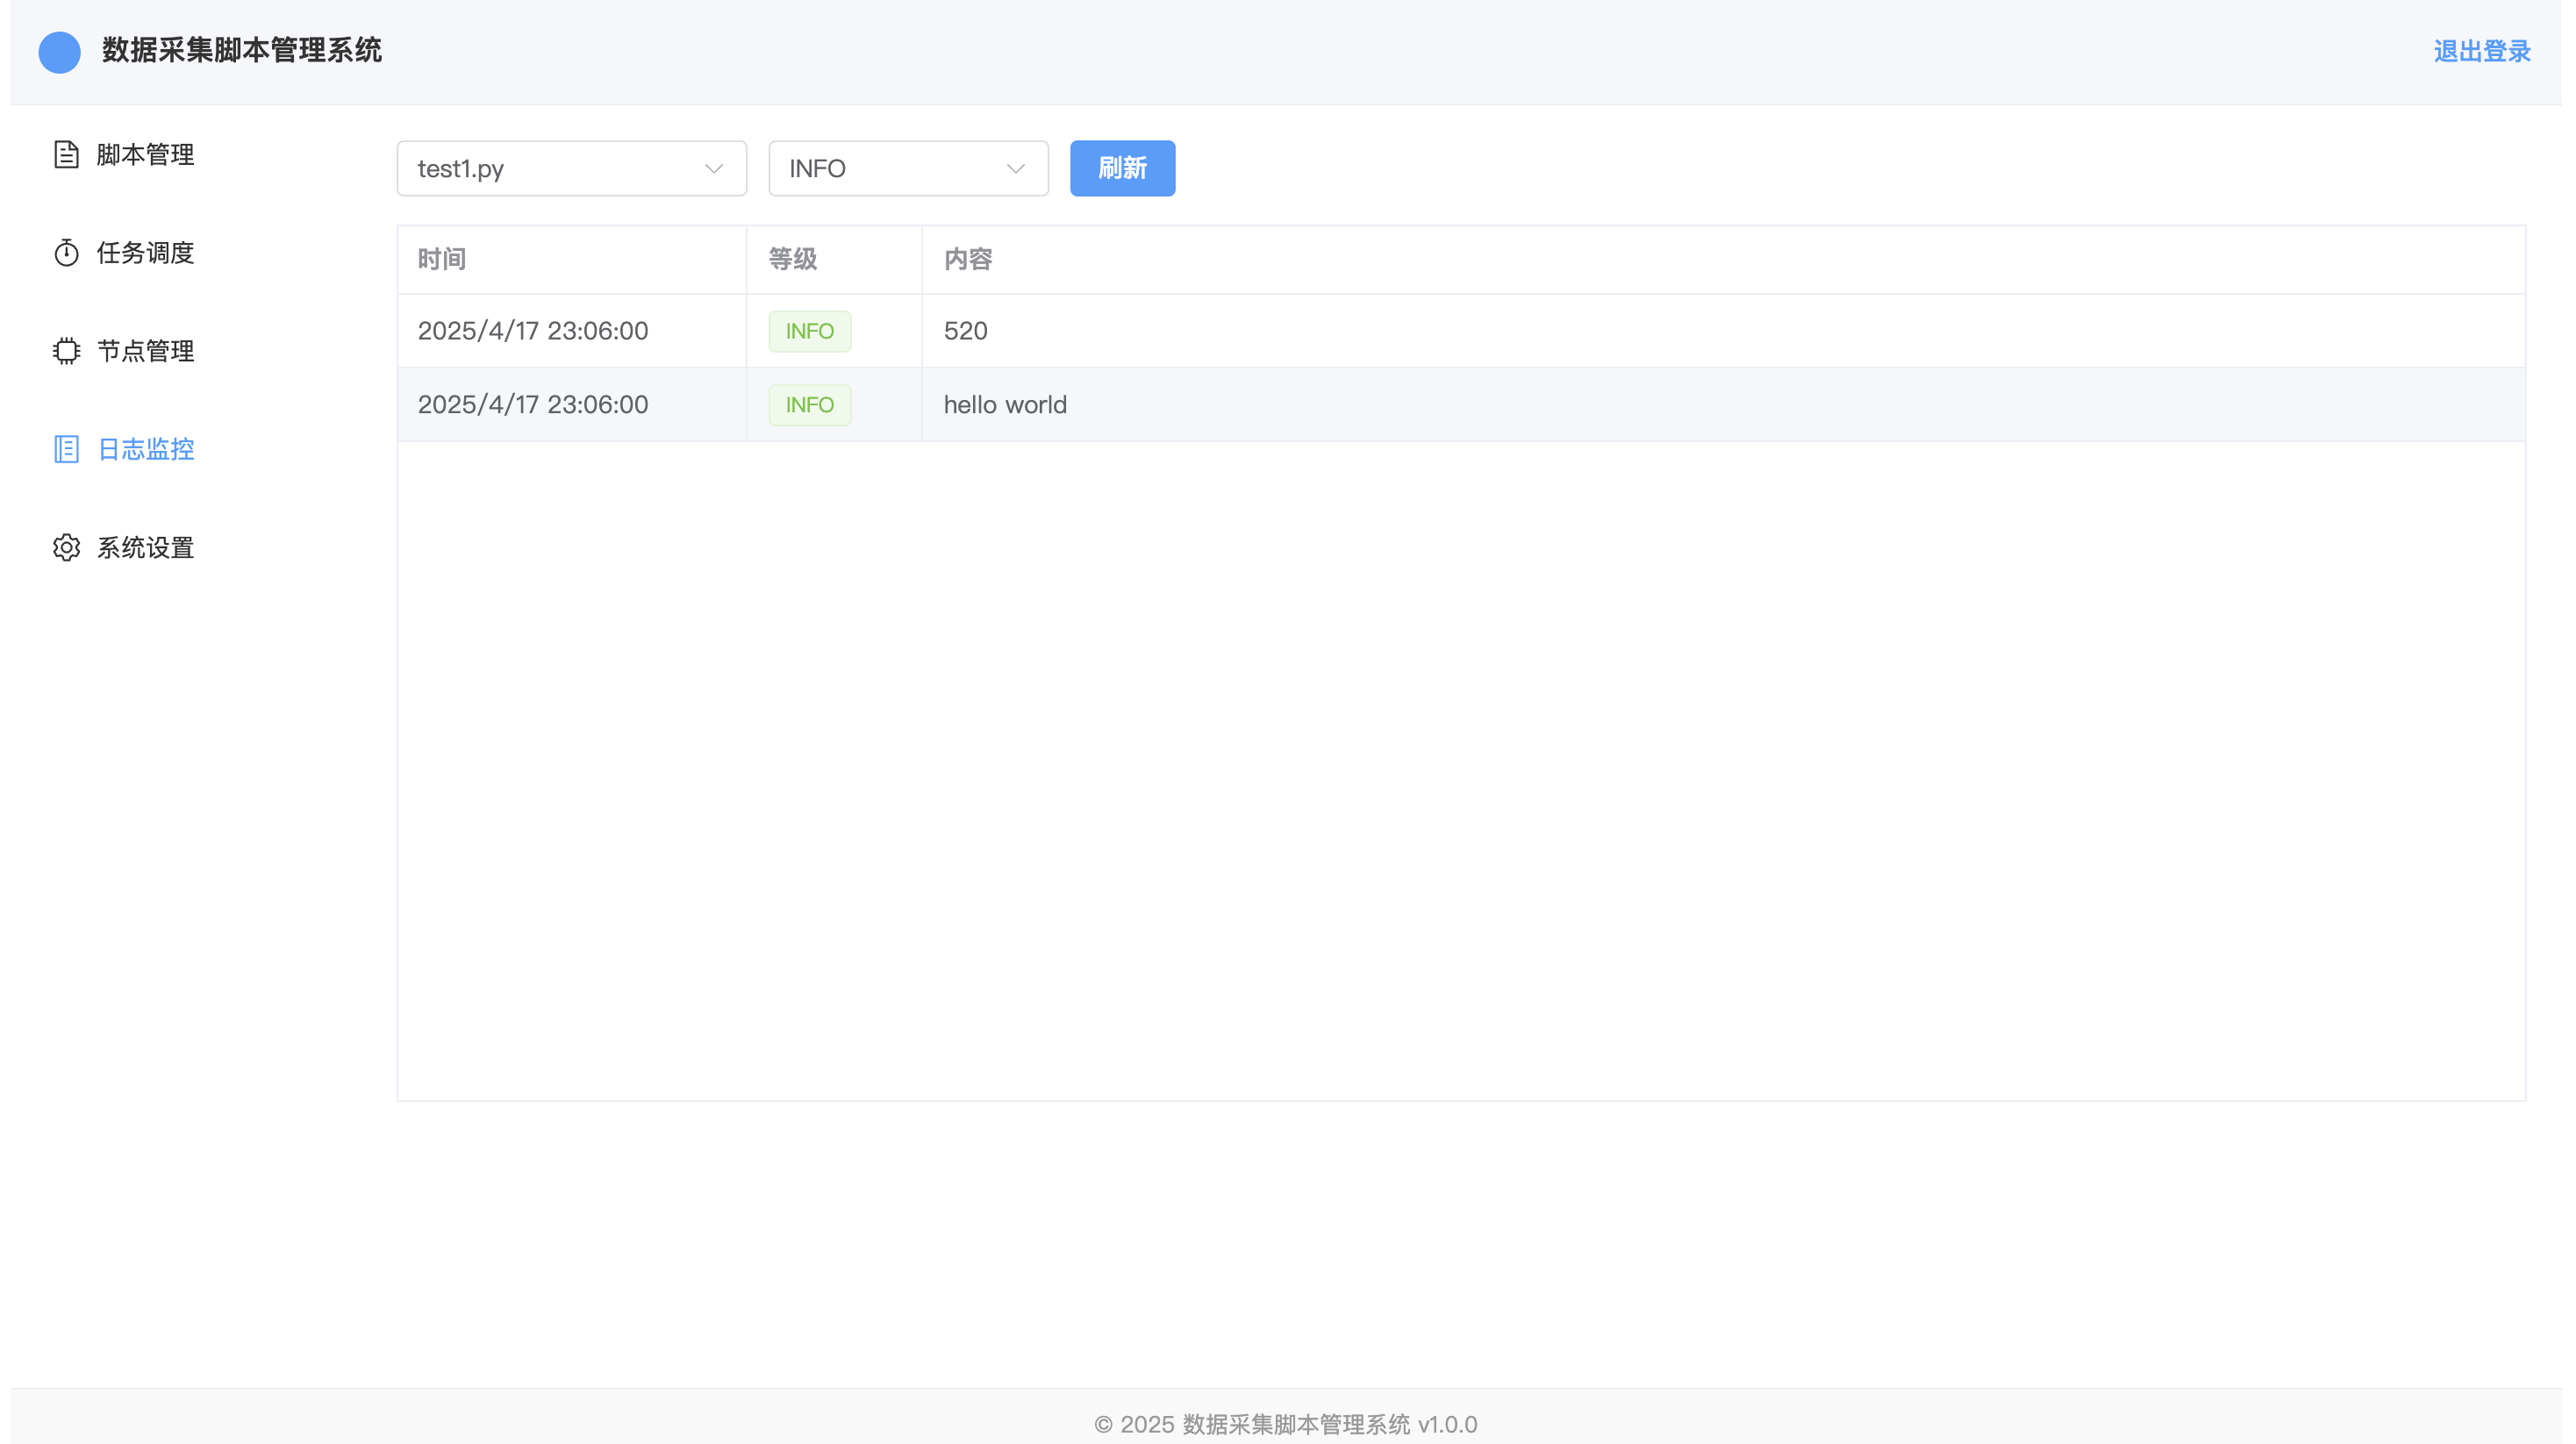 数据采集脚本管理系统
退出登录
脚本管理
任务调度
节点管理
日志监控
系统设置
test1.py
INFO
刷新
时间 等级 内容
2025/4/17 23:06:00 INFO 520
2025/4/17 23:06:00 INFO hello world
© 2025 数据采集脚本管理系统 v1.0.0